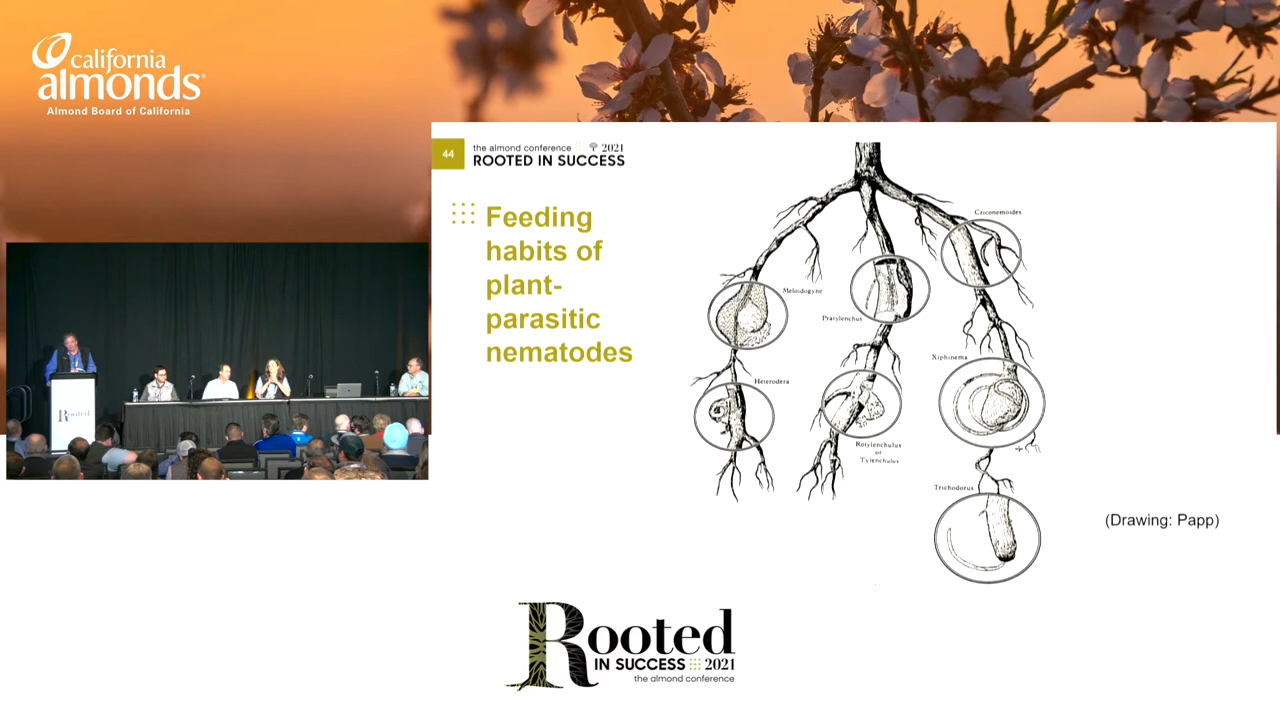 california
almonds
Almond Board of California
44
the almond conference 2021
ROOTED IN SUCCESS
Feeding
habits of
plant-
parasitic
nematodes
Criconemoides
Meloidogyne
Pratylenchus
Xiphinema
Heterodera
Rotylenchulus
or
Tylenchulus
Trichodorus
(Drawing: Papp)
Rooted
Rooted
IN SUCCESS 2021
the almond conference